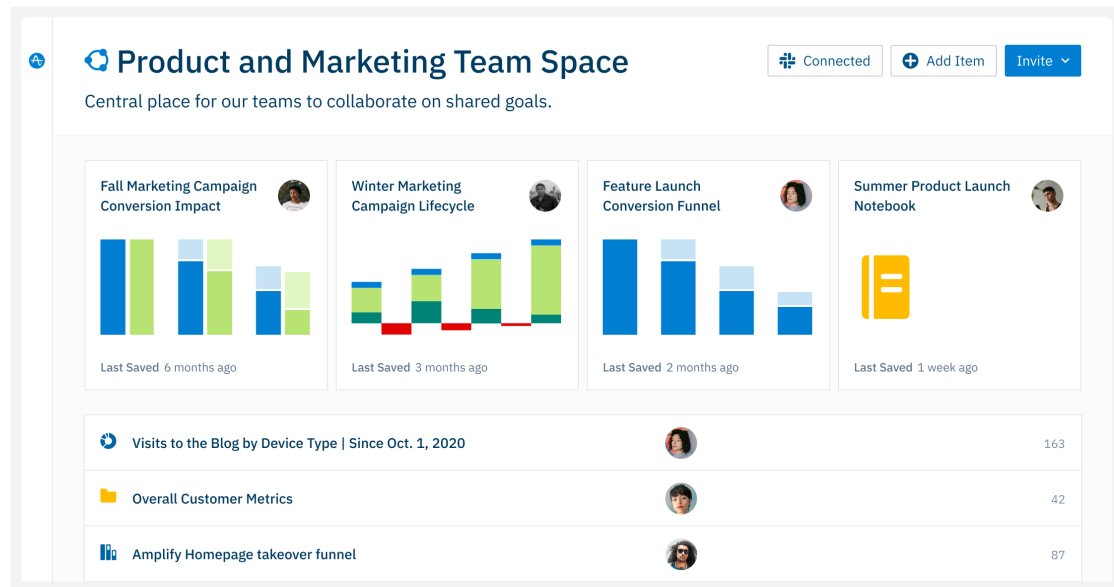 Product and Marketing Team Space
Connected
Add Item
Invite
Central place for our teams to collaborate on shared goals.
Fall Marketing Campaign
Conversion Impact
Last Saved 6 months ago
Winter Marketing
Campaign Lifecycle
Last Saved 3 months ago
Feature Launch
Conversion Funnel
Last Saved 2 months ago
Summer Product Launch
Notebook
Last Saved 1 week ago
Visits to the Blog by Device Type | Since Oct. 1, 2020
163
Overall Customer Metrics
42
Amplify Homepage takeover funnel
87